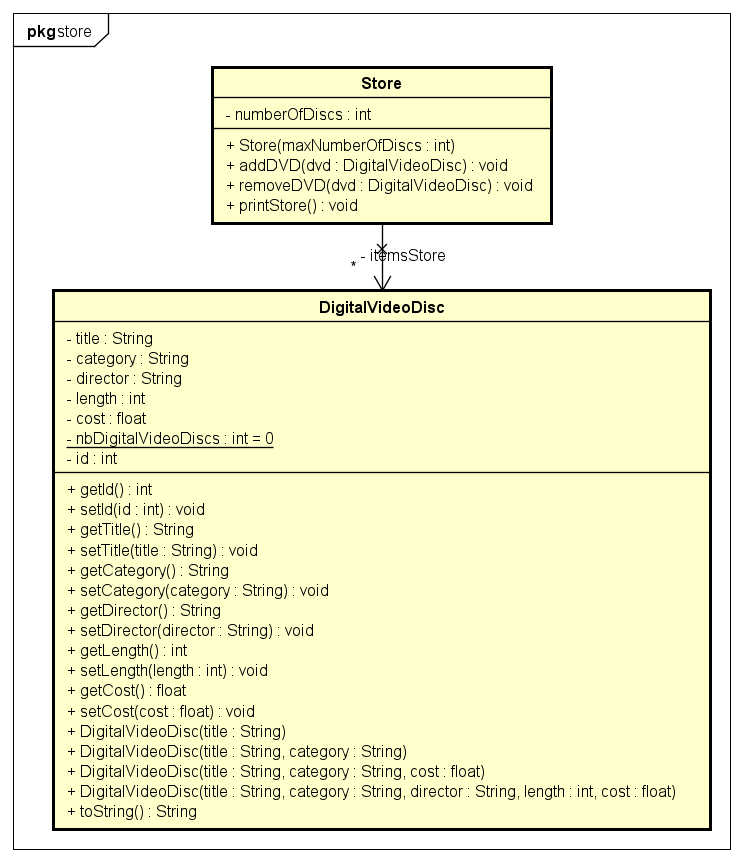 pkg store
Store
- numberOfDiscs : int
+ Store(maxNumberOfDiscs : int)
+ addDVD(dvd : DigitalVideoDisc) : void
+ removeDVD(dvd : DigitalVideoDisc) : void
+ printStore() : void
- itemsStore
*
DigitalVideoDisc
- title : String
- category : String
- director : String
- length : int
- cost : float
- nbDigitalVideoDiscs : int = 0
- id : int
+ getId() : int
+ setId(id : int) : void
+ getTitle() : String
+ setTitle(title : String) : void
+ getCategory() : String
+ setCategory(category : String) : void
+ getDirector() : String
+ setDirector(director : String) : void
+ getLength() : int
+ setLength(length : int) : void
+ getCost() : float
+ setCost(cost : float) : void
+ DigitalVideoDisc(title : String)
+ DigitalVideoDisc(title : String, category : String)
+ DigitalVideoDisc(title : String, category : String, cost : float)
+ DigitalVideoDisc(title : String, category : String, director : String, length : int, cost : float)
+ toString() : String